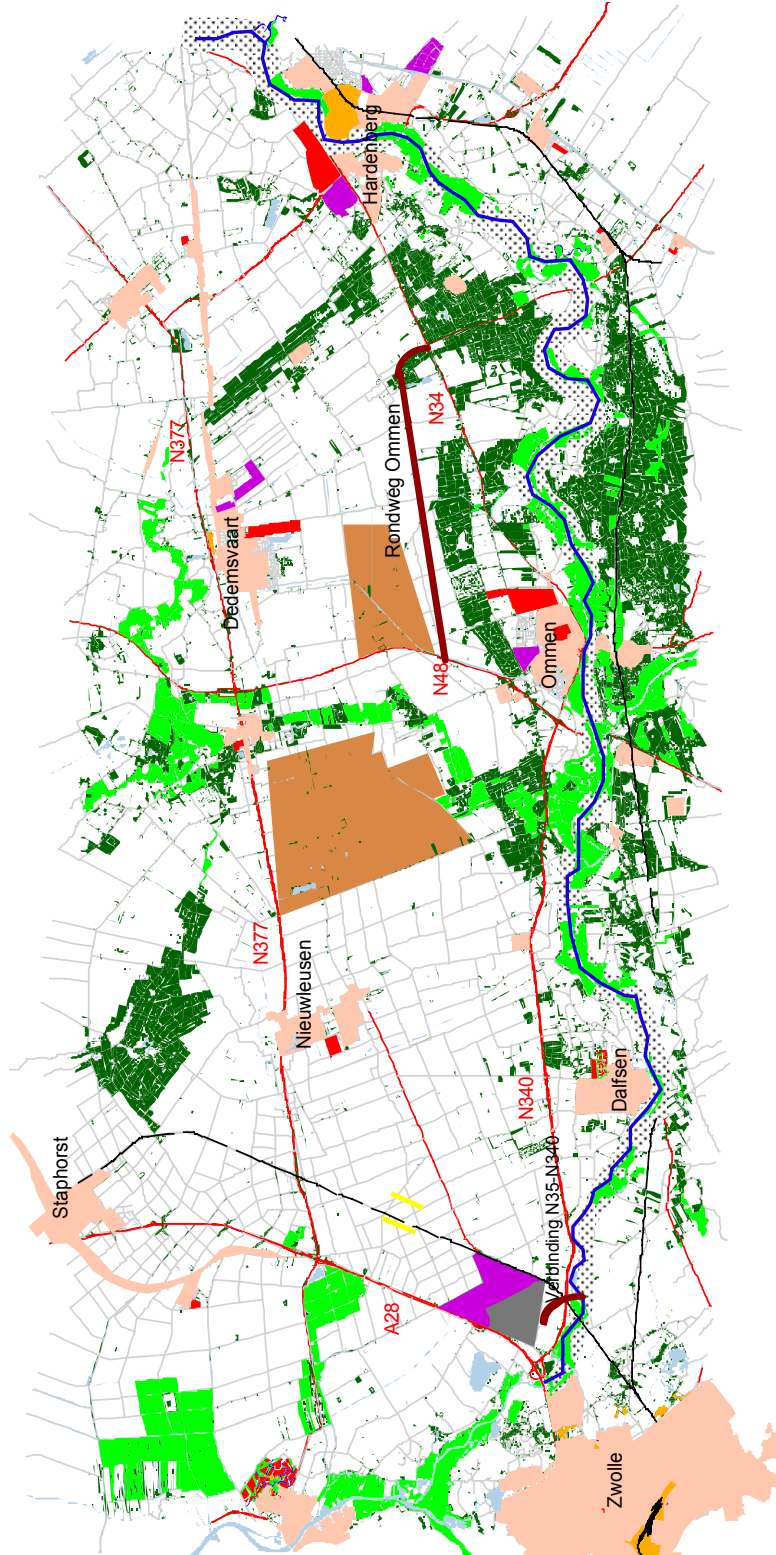 Staphorst
N377
Dedemsvaart
N377
Nieuwleusen
Hardenberg
A28
Rondweg Ommen
N34
N48
N340
Ommen
Verbinding N35-N340
Zwolle
Dalfsen